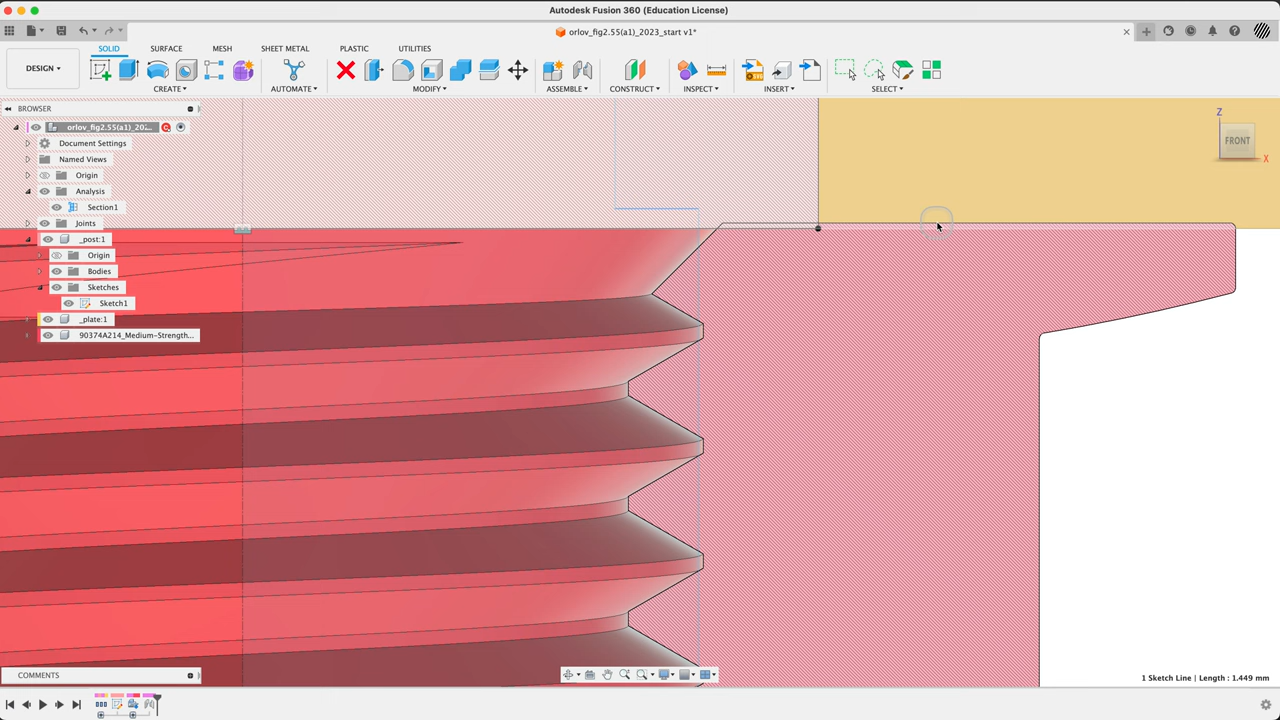 Autodesk Fusion 360 (Education License)
orlov_fig2.55(a1)_2023_start v1*
DESIGN
SOLID SURFACE MESH SHEET METAL PLASTIC UTILITIES
CREATE AUTOMATE MODIFY ASSEMBLE CONSTRUCT INSPECT INSERT SELECT
BROWSER
orlov_fig2.55(a1)_20...
Document Settings
Named Views
Origin
Analysis
Section1
Joints
_post:1
Origin
Bodies
Sketches
Sketch1
_plate:1
90374A214_Medium-Strength...
Z
FRONT
X
COMMENTS
1 Sketch Line | Length : 1.449 mm